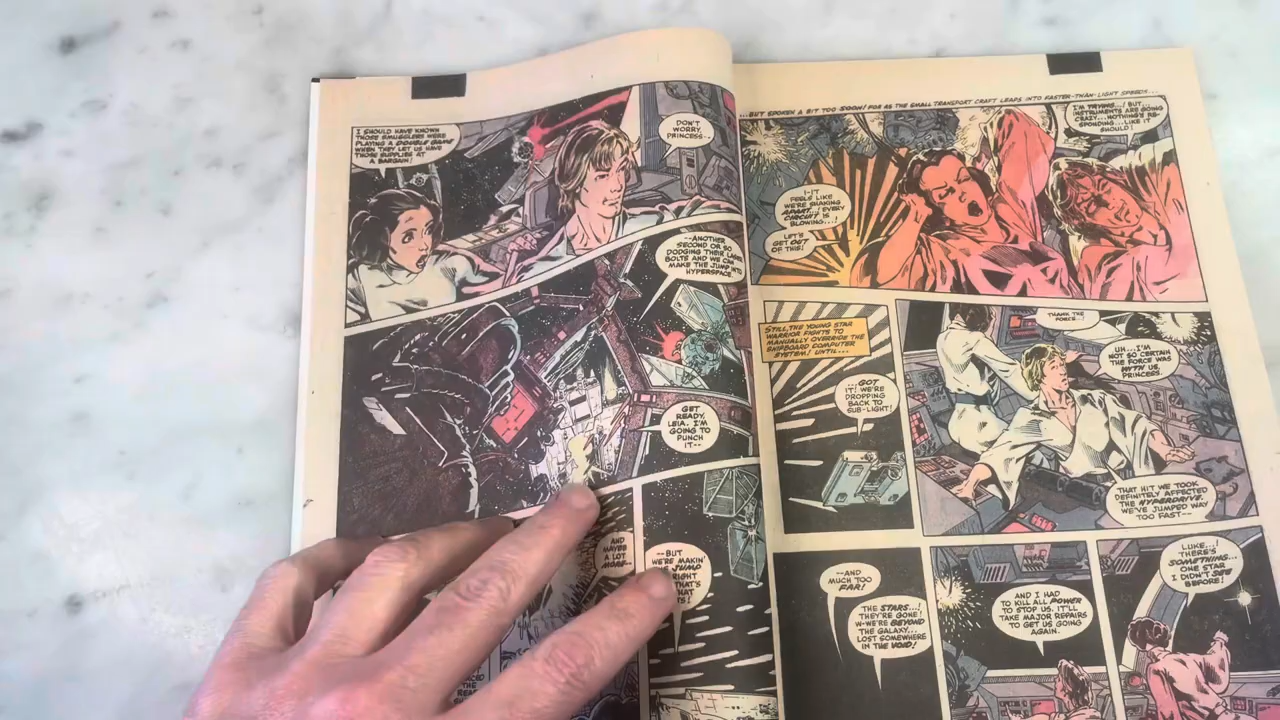 I SHOULD HAVE KNOWN
THOSE SMUGGLERS WERE
PLAYING A DOUBLE GAME
WHEN THEY LET US HAVE
THOSE SUPPLIES AT
A BARGAIN!
DON'T
WORRY,
PRINCESS--
--ANOTHER
SECOND OR SO
DODGING THEIR LASER
BOLTS AND WE CAN
MAKE THE JUMP INTO
HYPERSPACE.
GET
READY,
LEIA. I'M
GOING TO
PUNCH
IT--
AND
MAYBE
A LOT
MORE--
--BUT
WE'RE MAKIN'
JUMP
RIGHT
THAT'S
THE
...BUT SPOKEN A BIT TOO SOON! FOR AS THE SMALL TRANSPORT CRAFT LEAPS INTO FASTER-THAN-LIGHT SPEED...
I'M TRYING...! BUT...
INSTRUMENTS ARE GOING
CRAZY...NOTHING'S RE-
SPONDING...LIKE IT
SHOULD!
I-IT
FEELS LIKE
WE'RE SHAKING
APART...! EVERY
CIRCUIT IS
BLOWING...!
LET'S
GET OUT
OF THIS!
STILL, THE YOUNG STAR
WARRIOR FIGHTS TO
MANUALLY OVERRIDE THE
SHIPBOARD COMPUTER
SYSTEM! UNTIL...
...GOT
IT! WE'RE
DROPPING
BACK TO
SUB-LIGHT!
THANK THE
FORCE...
UH...I'M
NOT SO CERTAIN
THE FORCE WAS
WITH US,
PRINCESS.
THAT HIT WE TOOK
DEFINITELY AFFECTED
THE HYPERDRIVE.
WE'VE JUMPED WAY
TOO FAST--
--AND
MUCH TOO
FAR!
THE STARS...!
THEY'RE GONE!
W-WE'RE BEYOND
THE GALAXY...
LOST SOMEWHERE
IN THE VOID!
AND I HAD
TO KILL ALL POWER
TO STOP US. IT'LL
TAKE MAJOR REPAIRS
TO GET US GOING
AGAIN.
LUKE...!
THERE'S
SOMETHING...
ONE STAR
I DIDN'T SEE
BEFORE!